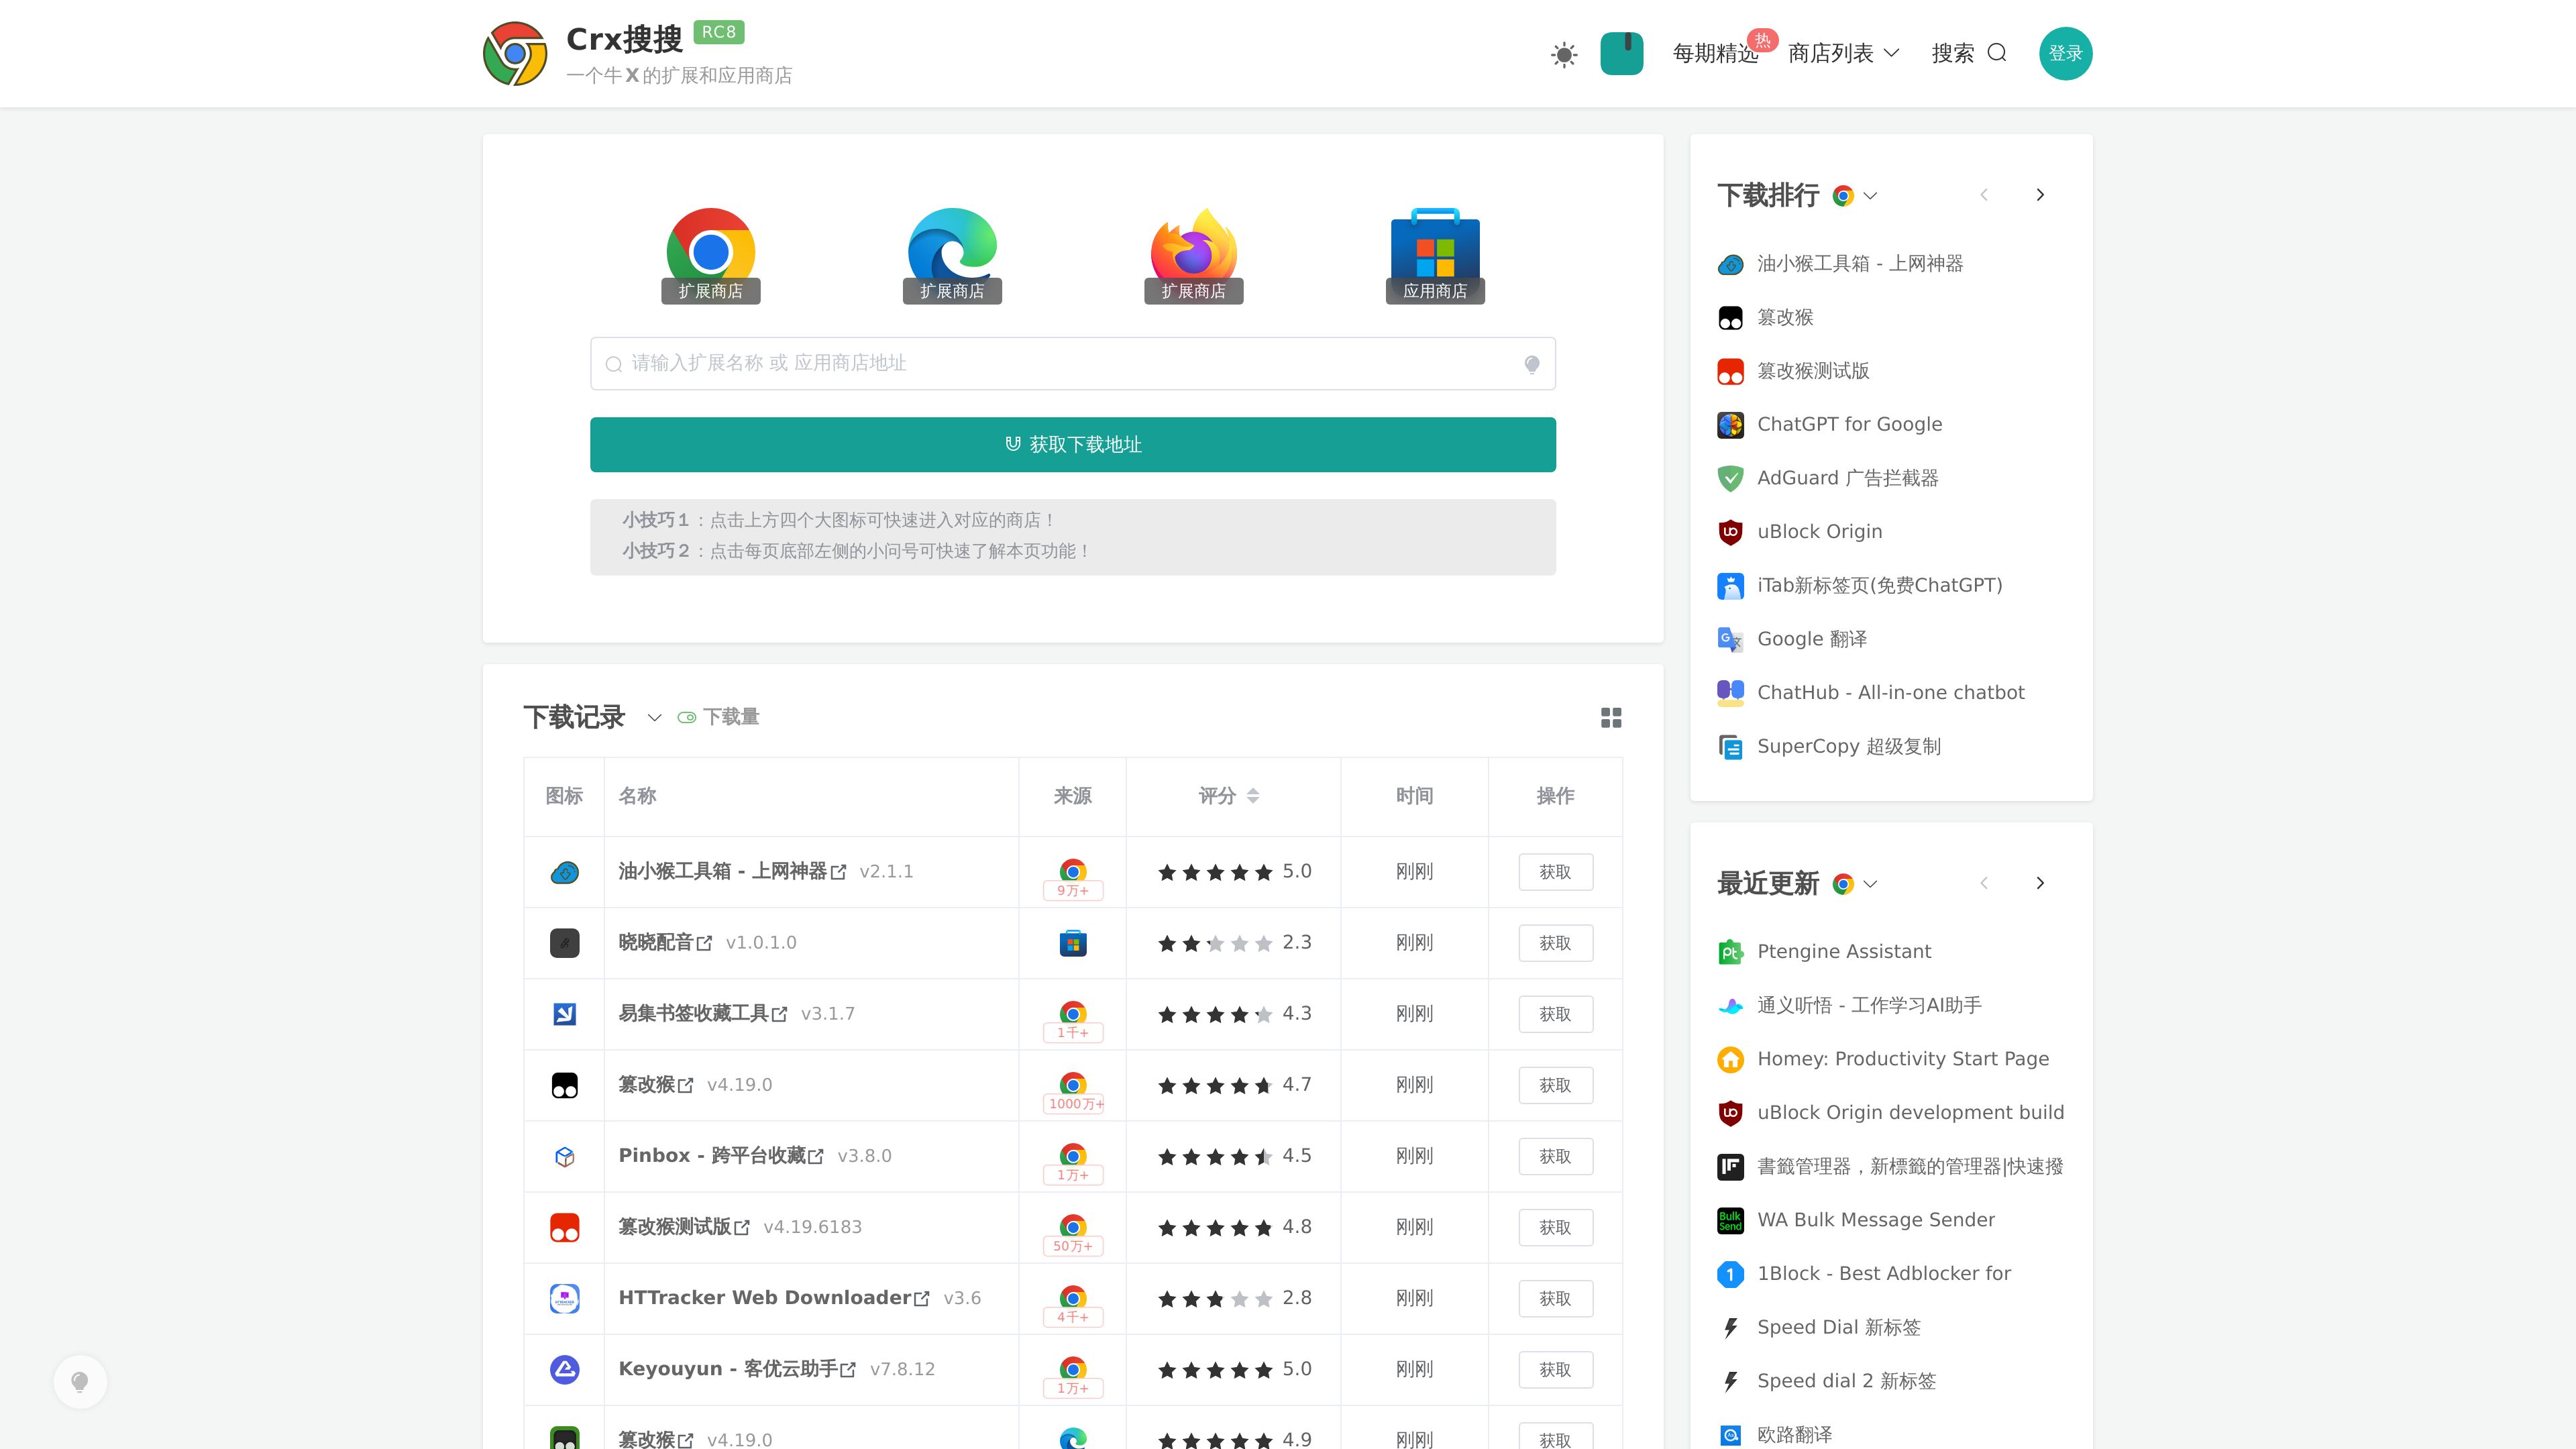 Crx搜搜 RC8
一个牛X的扩展和应用商店
每期精选 热
商店列表
搜索
登录
扩展商店
扩展商店
扩展商店
应用商店
请输入扩展名称 或 应用商店地址
获取下载地址
小技巧1：点击上方四个大图标可快速进入对应的商店！
小技巧2：点击每页底部左侧的小问号可快速了解本页功能！
下载记录 下载量
图标 名称 来源 评分 时间 操作
油小猴工具箱 - 上网神器 v2.1.1 9万+ 5.0 刚刚 获取
晓晓配音 v1.0.1.0 2.3 刚刚 获取
易集书签收藏工具 v3.1.7 1千+ 4.3 刚刚 获取
篡改猴 v4.19.0 1000万+ 4.7 刚刚 获取
Pinbox - 跨平台收藏 v3.8.0 1万+ 4.5 刚刚 获取
篡改猴测试版 v4.19.6183 50万+ 4.8 刚刚 获取
HTTracker Web Downloader v3.6 4千+ 2.8 刚刚 获取
Keyouyun - 客优云助手 v7.8.12 1万+ 5.0 刚刚 获取
篡改猴 v4.19.0 4.9 刚刚 获取
下载排行
油小猴工具箱 - 上网神器
篡改猴
篡改猴测试版
ChatGPT for Google
AdGuard 广告拦截器
uBlock Origin
iTab新标签页(免费ChatGPT)
Google 翻译
ChatHub - All-in-one chatbot
SuperCopy 超级复制
最近更新
Ptengine Assistant
通义听悟 - 工作学习AI助手
Homey: Productivity Start Page
uBlock Origin development build
書籤管理器，新標籤的管理器|快速撥
Bulk Send
WA Bulk Message Sender
1Block - Best Adblocker for
Speed Dial 新标签
Speed dial 2 新标签
欧路翻译